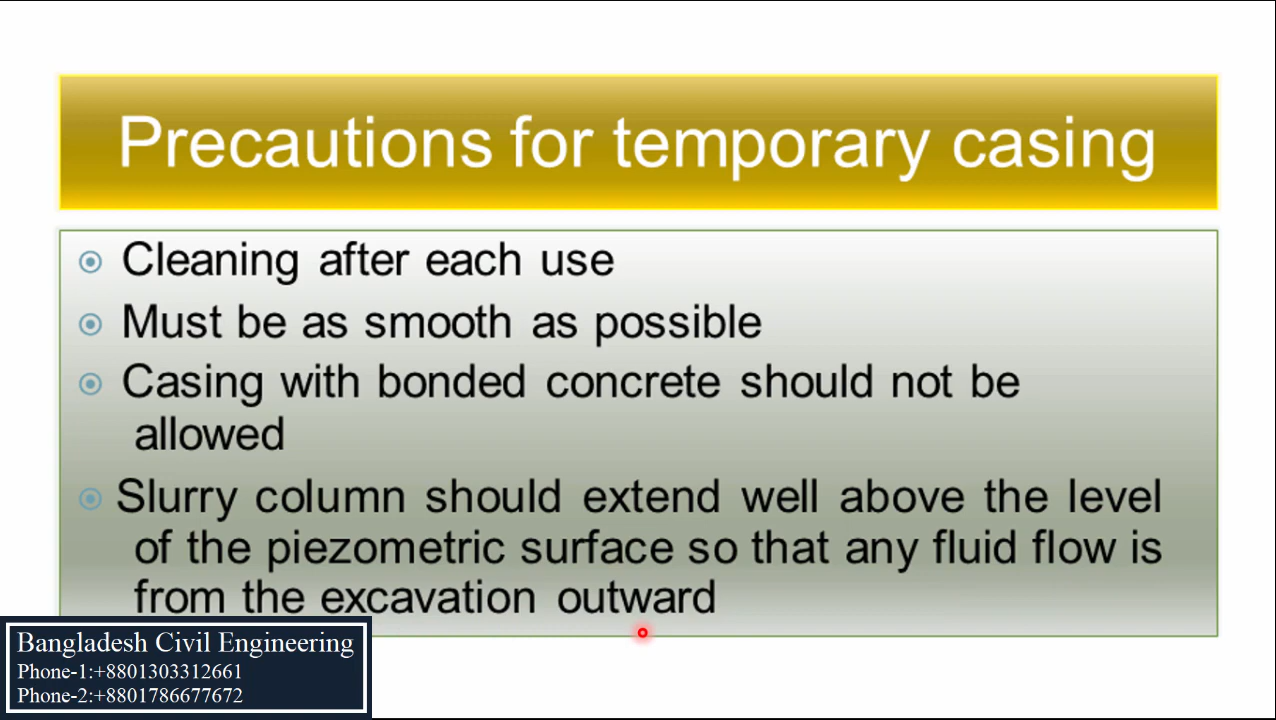 Precautions for temporary casing
Cleaning after each use
Must be as smooth as possible
Casing with bonded concrete should not be
allowed
Slurry column should extend well above the level
of the piezometric surface so that any fluid flow is
from the excavation outward
Bangladesh Civil Engineering
Phone-1:+8801303312661
Phone-2:+8801786677672